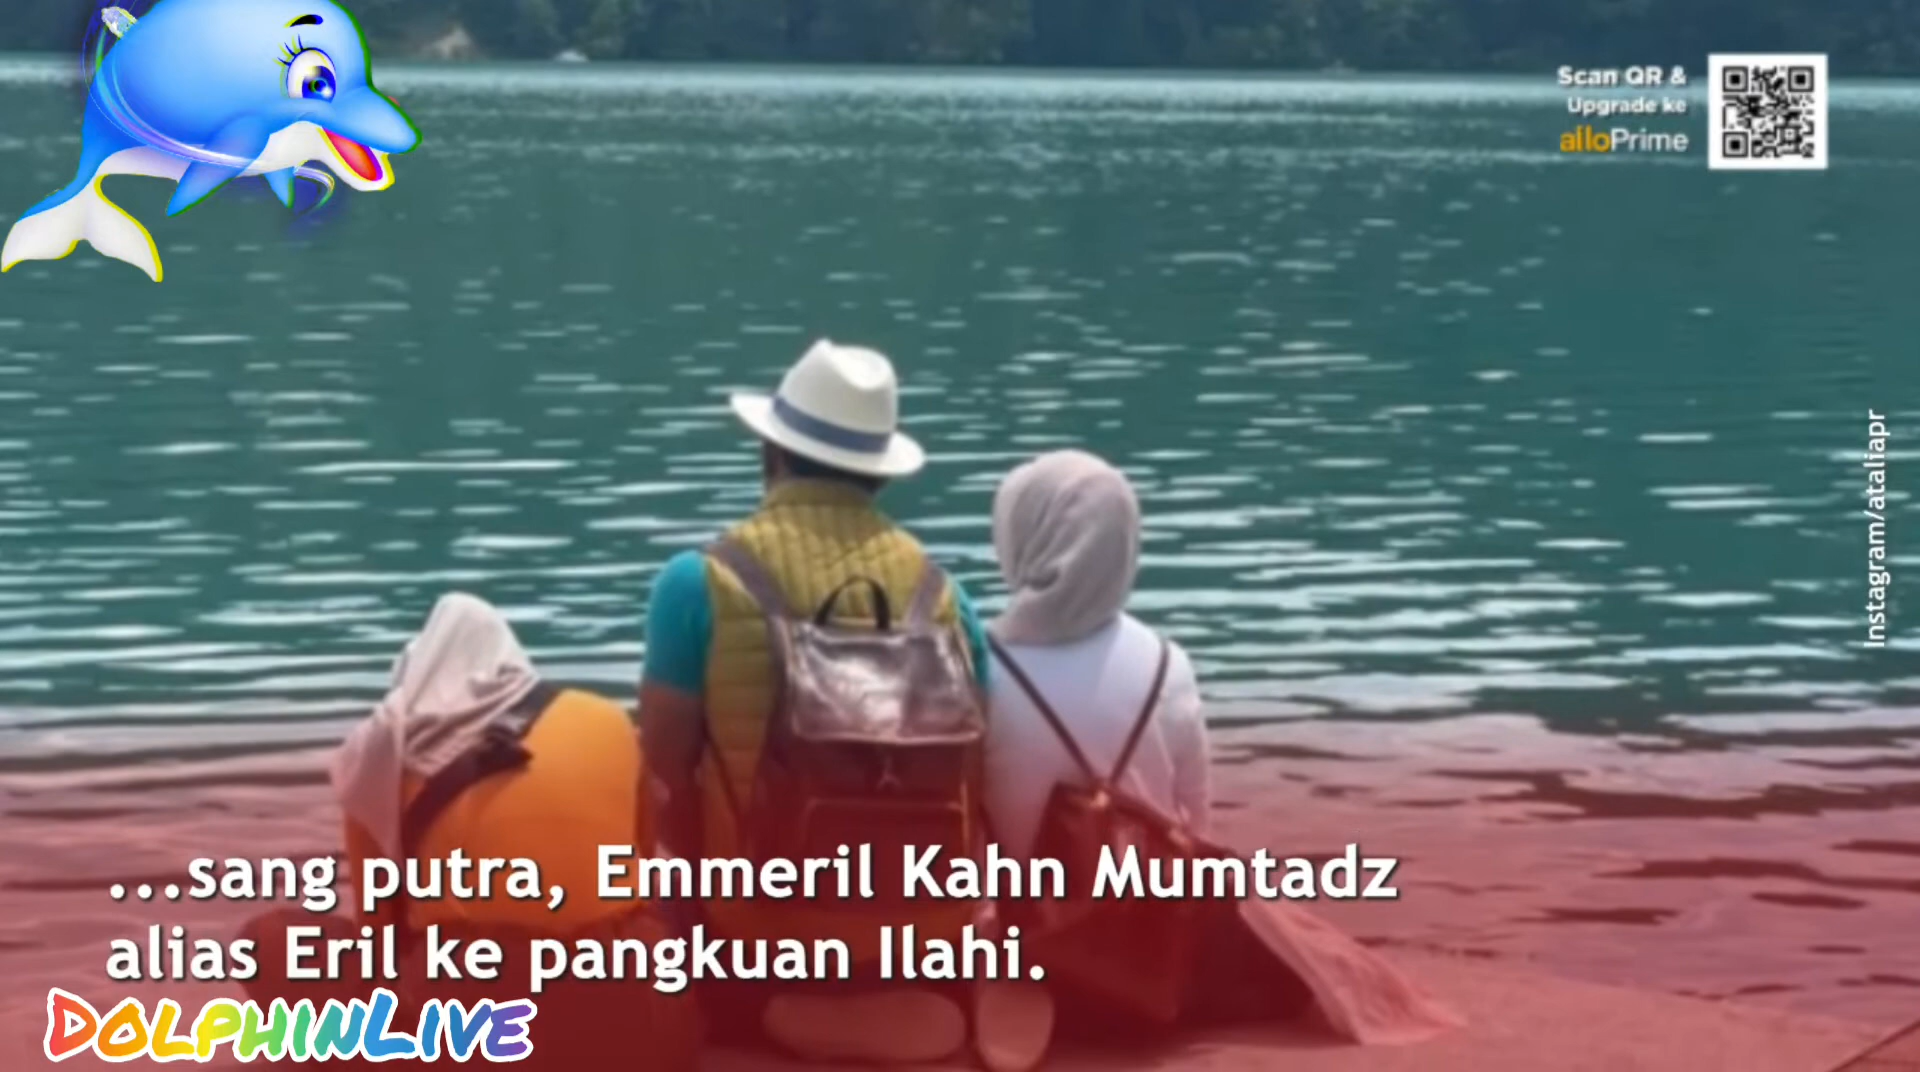 Scan QR &
Upgrade ke
alloPrime
Instagram/ataliapr
...sang putra, Emmeril Kahn Mumtadz
alias Eril ke pangkuan Ilahi.
DOLPHINLIVE